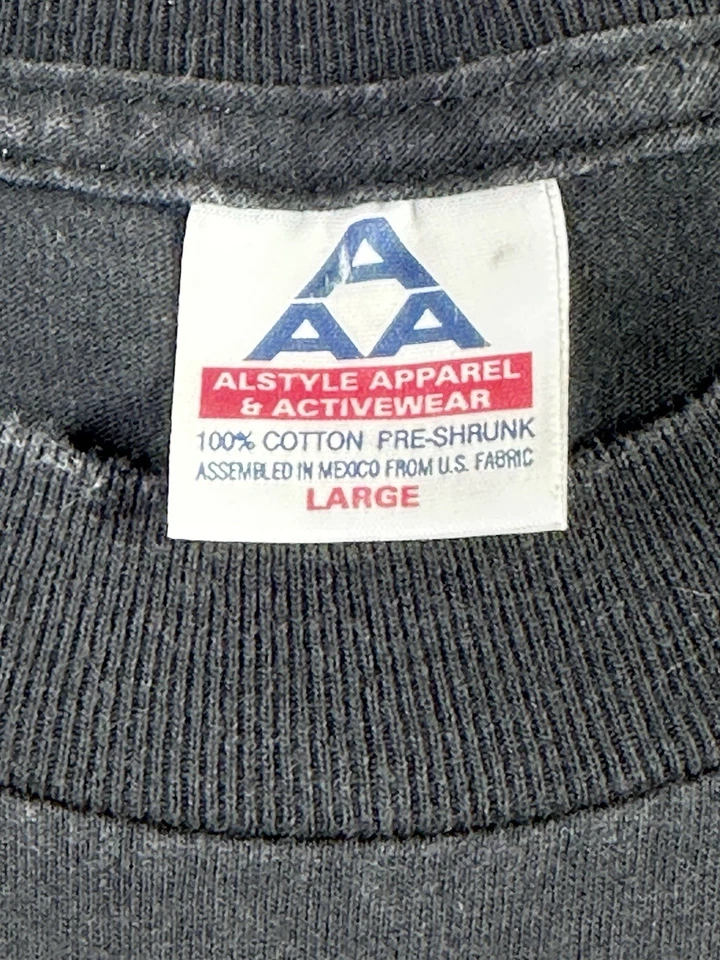 A
A A
ALSTYLE APPAREL
& ACTIVEWEAR
100% COTTON PRE-SHRUNK
ASSEMBLED IN MEXICO FROM U.S. FABRIC
LARGE